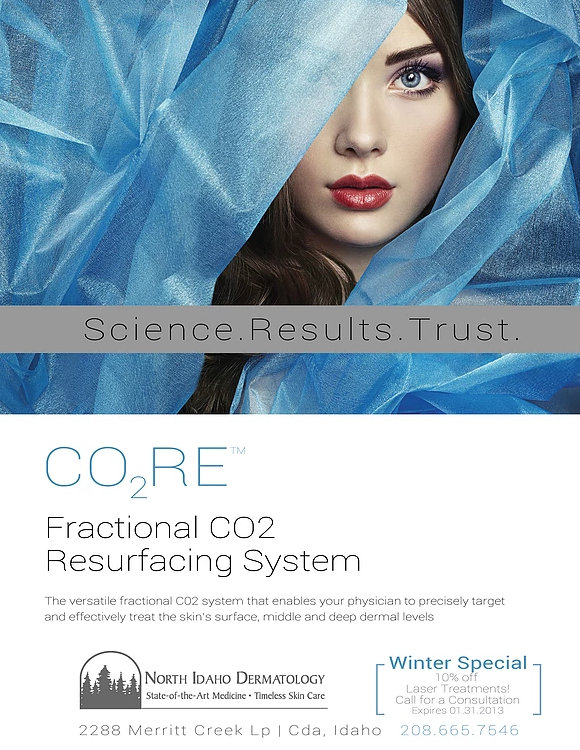 Science.Results.Trust.
CO2RE™
Fractional CO2
Resurfacing System
The versatile fractional C02 system that enables your physician to precisely target
and effectively treat the skin's surface, middle and deep dermal levels
North Idaho Dermatology
State-of-the-Art Medicine • Timeless Skin Care
Winter Special
10% off
Laser Treatments!
Call for a Consultation
Expires 01.31.2013
2288 Merritt Creek Lp | Cda, Idaho 208.665.7546